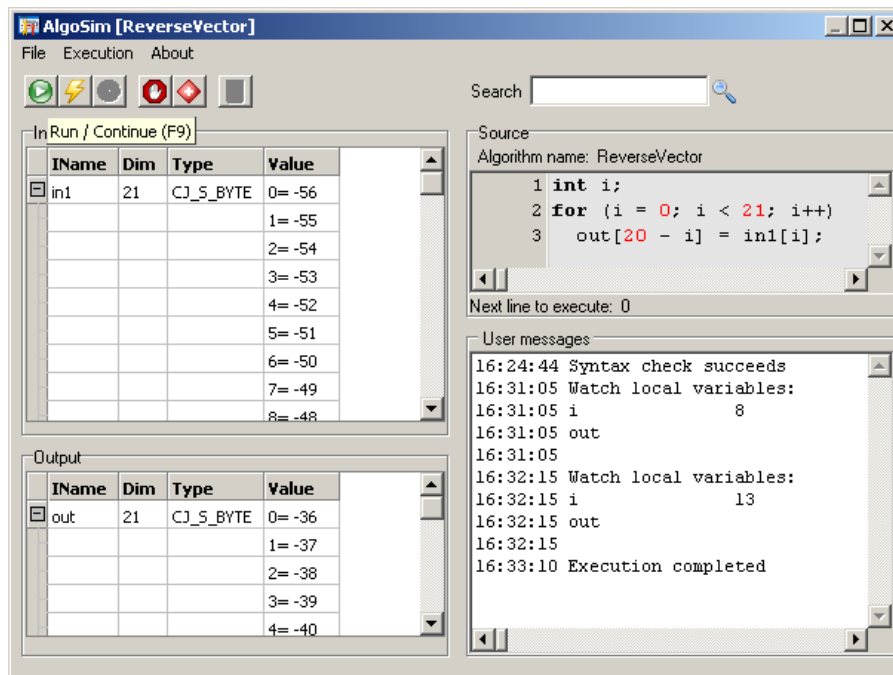 AlgoSim [ReverseVector]
File Execution About
Search
In
Run / Continue (F9)
IName Dim Type Value
in1 21 CJ_S_BYTE 0= -56
1= -55
2= -54
3= -53
4= -52
5= -51
6= -50
7= -49
8= -48
Output
IName Dim Type Value
out 21 CJ_S_BYTE 0= -36
1= -37
2= -38
3= -39
4= -40
Source
Algorithm name: ReverseVector
1 int i;
2 for (i = 0; i < 21; i++)
3 out[20 - i] = in1[i];
Next line to execute: 0
User messages
16:24:44 Syntax check succeeds
16:31:05 Watch local variables:
16:31:05 i 8
16:31:05 out
16:31:05
16:32:15 Watch local variables:
16:32:15 i 13
16:32:15 out
16:32:15
16:33:10 Execution completed